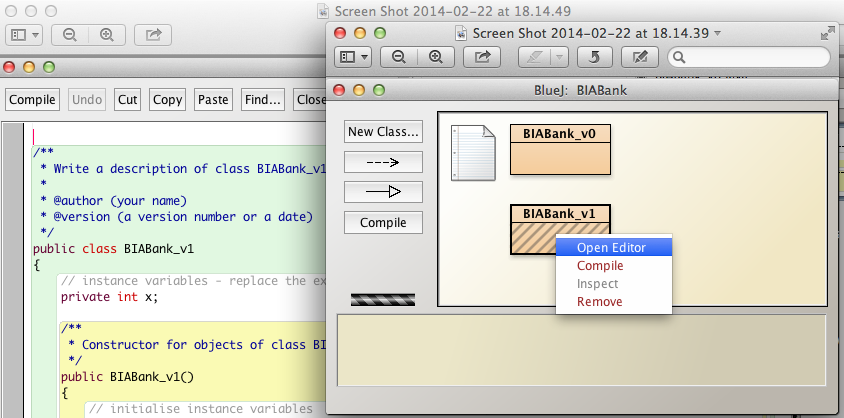 Screen Shot 2014-02-22 at 18.14.49
Screen Shot 2014-02-22 at 18.14.39
BlueJ: BIABank
Compile Undo Cut Copy Paste Find... Close
/**
* Write a description of class BIABank_v1
*
* @author (your name)
* @version (a version number or a date)
*/
public class BIABank_v1
{
// instance variables - replace the ex
private int x;
/**
* Constructor for objects of class BI
*/
public BIABank_v1()
{
// initialise instance variables
New Class...
Compile
BIABank_v0
BIABank_v1
Open Editor
Compile
Inspect
Remove